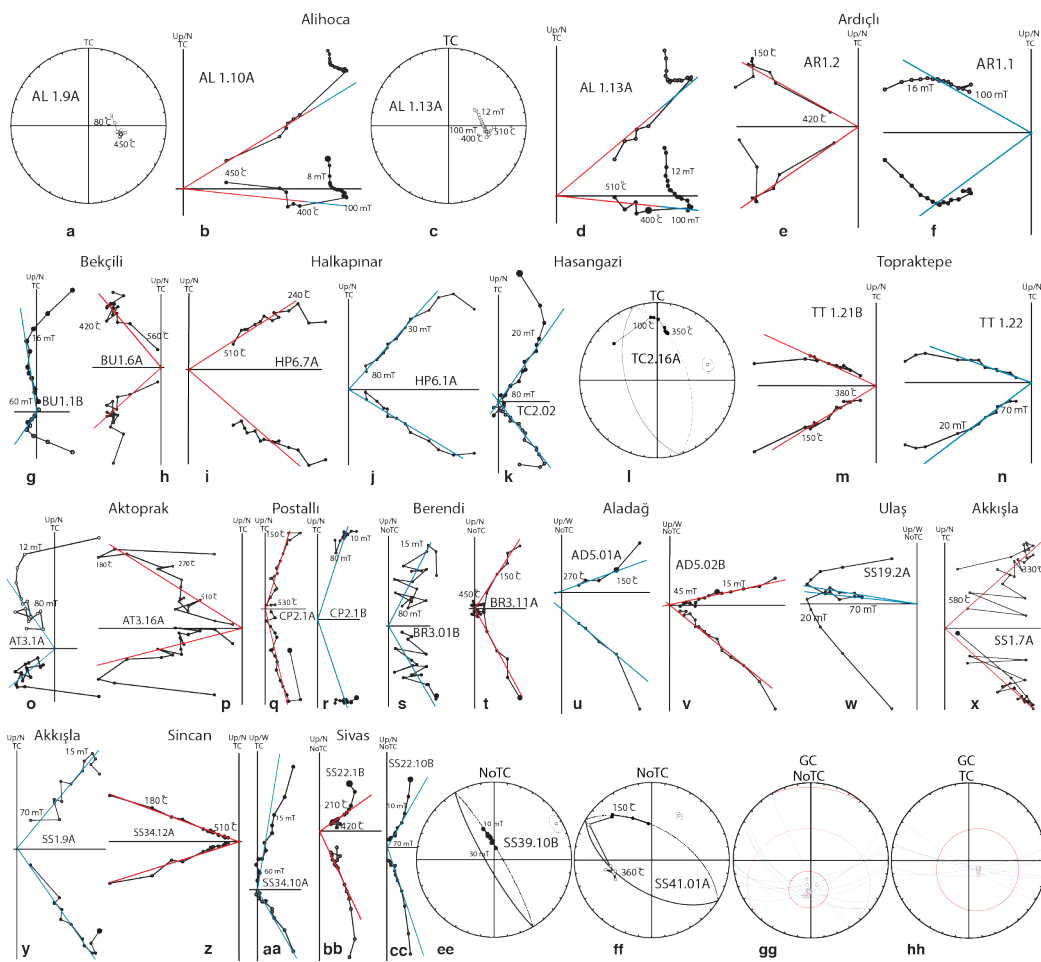 Alihoca
Ardıçlı
TC
AL 1.9A
80℃
450℃
a
Up/N
TC
AL 1.10A
450℃
8 mT
400℃
100 mT
b
TC
AL 1.13A
12 mT
100 mT
510℃
400℃
c
Up/N
TC
AL 1.13A
12 mT
510℃
400℃
100 mT
d
Up/N
TC
150℃
AR1.2
420℃
e
Up/N
TC
AR1.1
16 mT
100 mT
f
Bekçili
Halkapınar
Hasangazi
Topraktepe
Up/N
TC
16 mT
60 mT
BU1.1B
g
Up/N
TC
420℃
560℃
BU1.6A
h
Up/N
TC
240℃
510℃
HP6.7A
i
Up/N
TC
30 mT
80 mT
HP6.1A
j
Up/N
TC
20 mT
80 mT
TC2.02
k
TC
100℃
350℃
TC2.16A
l
Up/N
TC
TT 1.21B
380℃
150℃
m
Up/N
TC
TT 1.22
70 mT
20 mT
n
Aktoprak
Postallı
Berendi
Aladağ
Ulaş
Akkışla
Up/N
TC
12 mT
80 mT
AT3.1A
o
Up/N
TC
180℃
270℃
510℃
AT3.16A
p
Up/N
TC
150℃
530℃
CP2.1A
q
Up/N
TC
10 mT
80 mT
CP2.1B
r
Up/N
NoTC
15 mT
80 mT
BR3.01B
s
Up/N
NoTC
150℃
450℃
BR3.11A
t
Up/W
NoTC
AD5.01A
270℃
150℃
u
Up/W
NoTC
AD5.02B
45 mT
15 mT
v
Up/W
NoTC
SS19.2A
70 mT
20 mT
w
Up/N
TC
330℃
580℃
SS1.7A
x
Akkışla
Sincan
Sivas
Up/N
TC
15 mT
70 mT
SS1.9A
y
Up/N
TC
180℃
510℃
SS34.12A
z
Up/W
TC
15 mT
60 mT
SS34.10A
aa
Up/N
NoTC
SS22.1B
210℃
420℃
bb
Up/N
NoTC
SS22.10B
10 mT
70 mT
cc
NoTC
10 mT
30 mT
SS39.10B
ee
NoTC
150℃
360℃
SS41.01A
ff
GC
NoTC
gg
GC
TC
hh